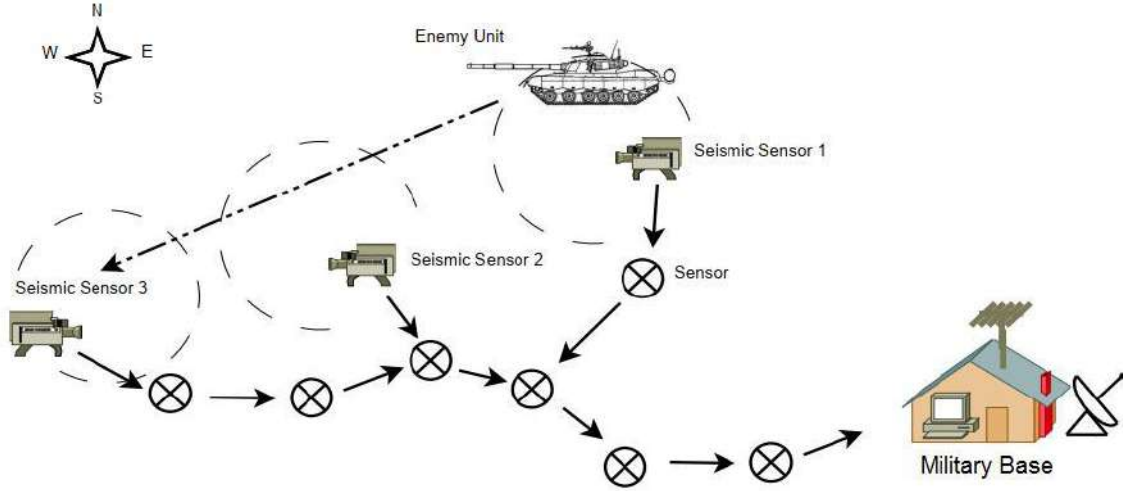 N
W E
S
Enemy Unit
Seismic Sensor 1
Seismic Sensor 2
Sensor
Seismic Sensor 3
Military Base